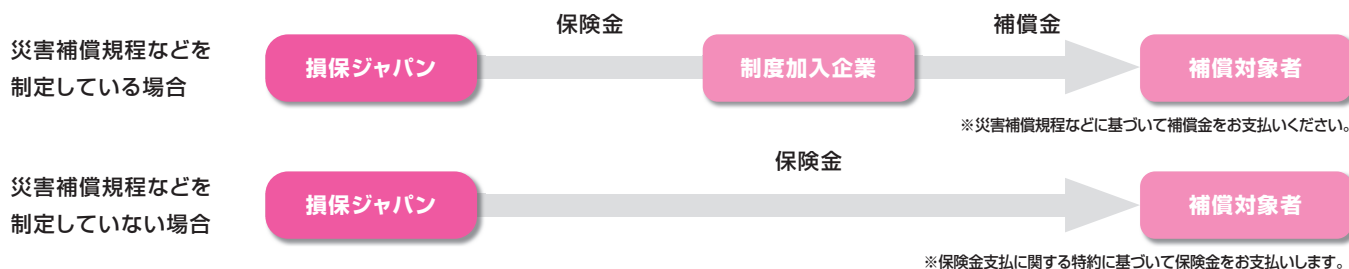 保険金
補償金
災害補償規程などを
制定している場合
損保ジャパン
制度加入企業
補償対象者
※災害補償規程などに基づいて補償金をお支払いください。
保険金
災害補償規程などを
制定していない場合
損保ジャパン
補償対象者
※保険金支払に関する特約に基づいて保険金をお支払いします。